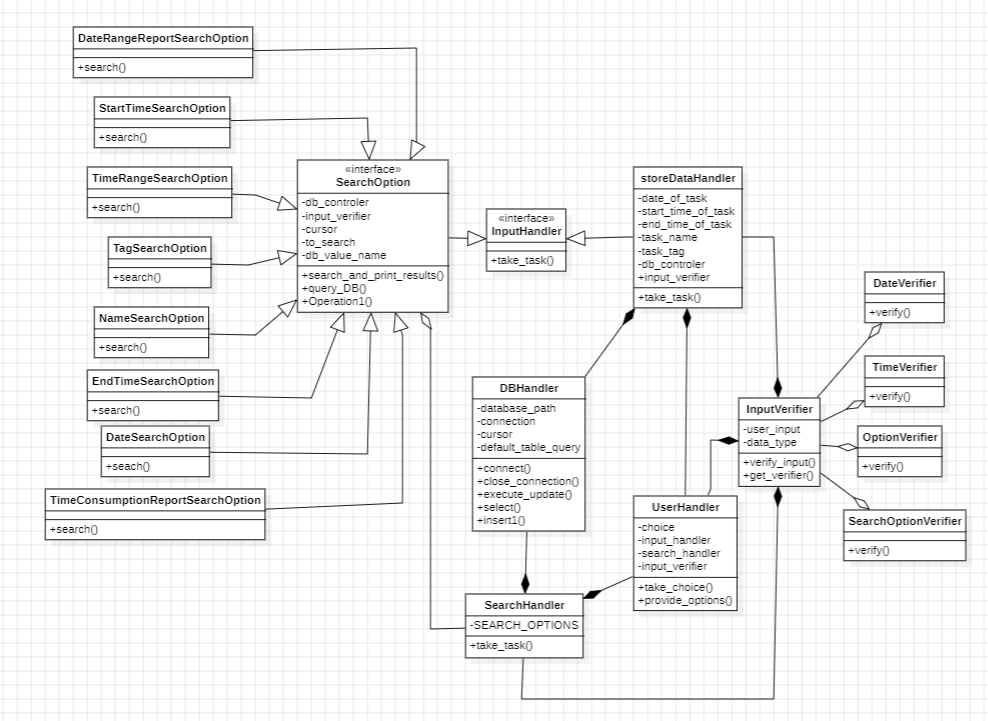 DateRangeReportSearchOption
+search()
StartTimeSearchOption
+search()
TimeRangeSearchOption
+search()
TagSearchOption
+search()
NameSearchOption
+search()
EndTimeSearchOption
+search()
DateSearchOption
+seach()
TimeConsumptionReportSearchOption
+search()
«interface»
SearchOption
-db_controler
-input_verifier
-cursor
-to_search
-db_value_name
+search_and_print_results()
+query_DB()
+Operation1()
«interface»
InputHandler
+take_task()
storeDataHandler
-date_of_task
-start_time_of_task
-end_time_of_task
-task_name
-task_tag
-db_controler
+input_verifier
+take_task()
DBHandler
-database_path
-connection
-cursor
-default_table_query
+connect()
+close_connection()
+execute_update()
+select()
+insert1()
SearchHandler
-SEARCH_OPTIONS
+take_task()
UserHandler
-choice
-input_handler
-search_handler
-input_verifier
+take_choice()
+provide_options()
InputVerifier
-user_input
-data_type
+verify_input()
+get_verifier()
DateVerifier
+verify()
TimeVerifier
+verify()
OptionVerifier
+verify()
SearchOptionVerifier
+verify()